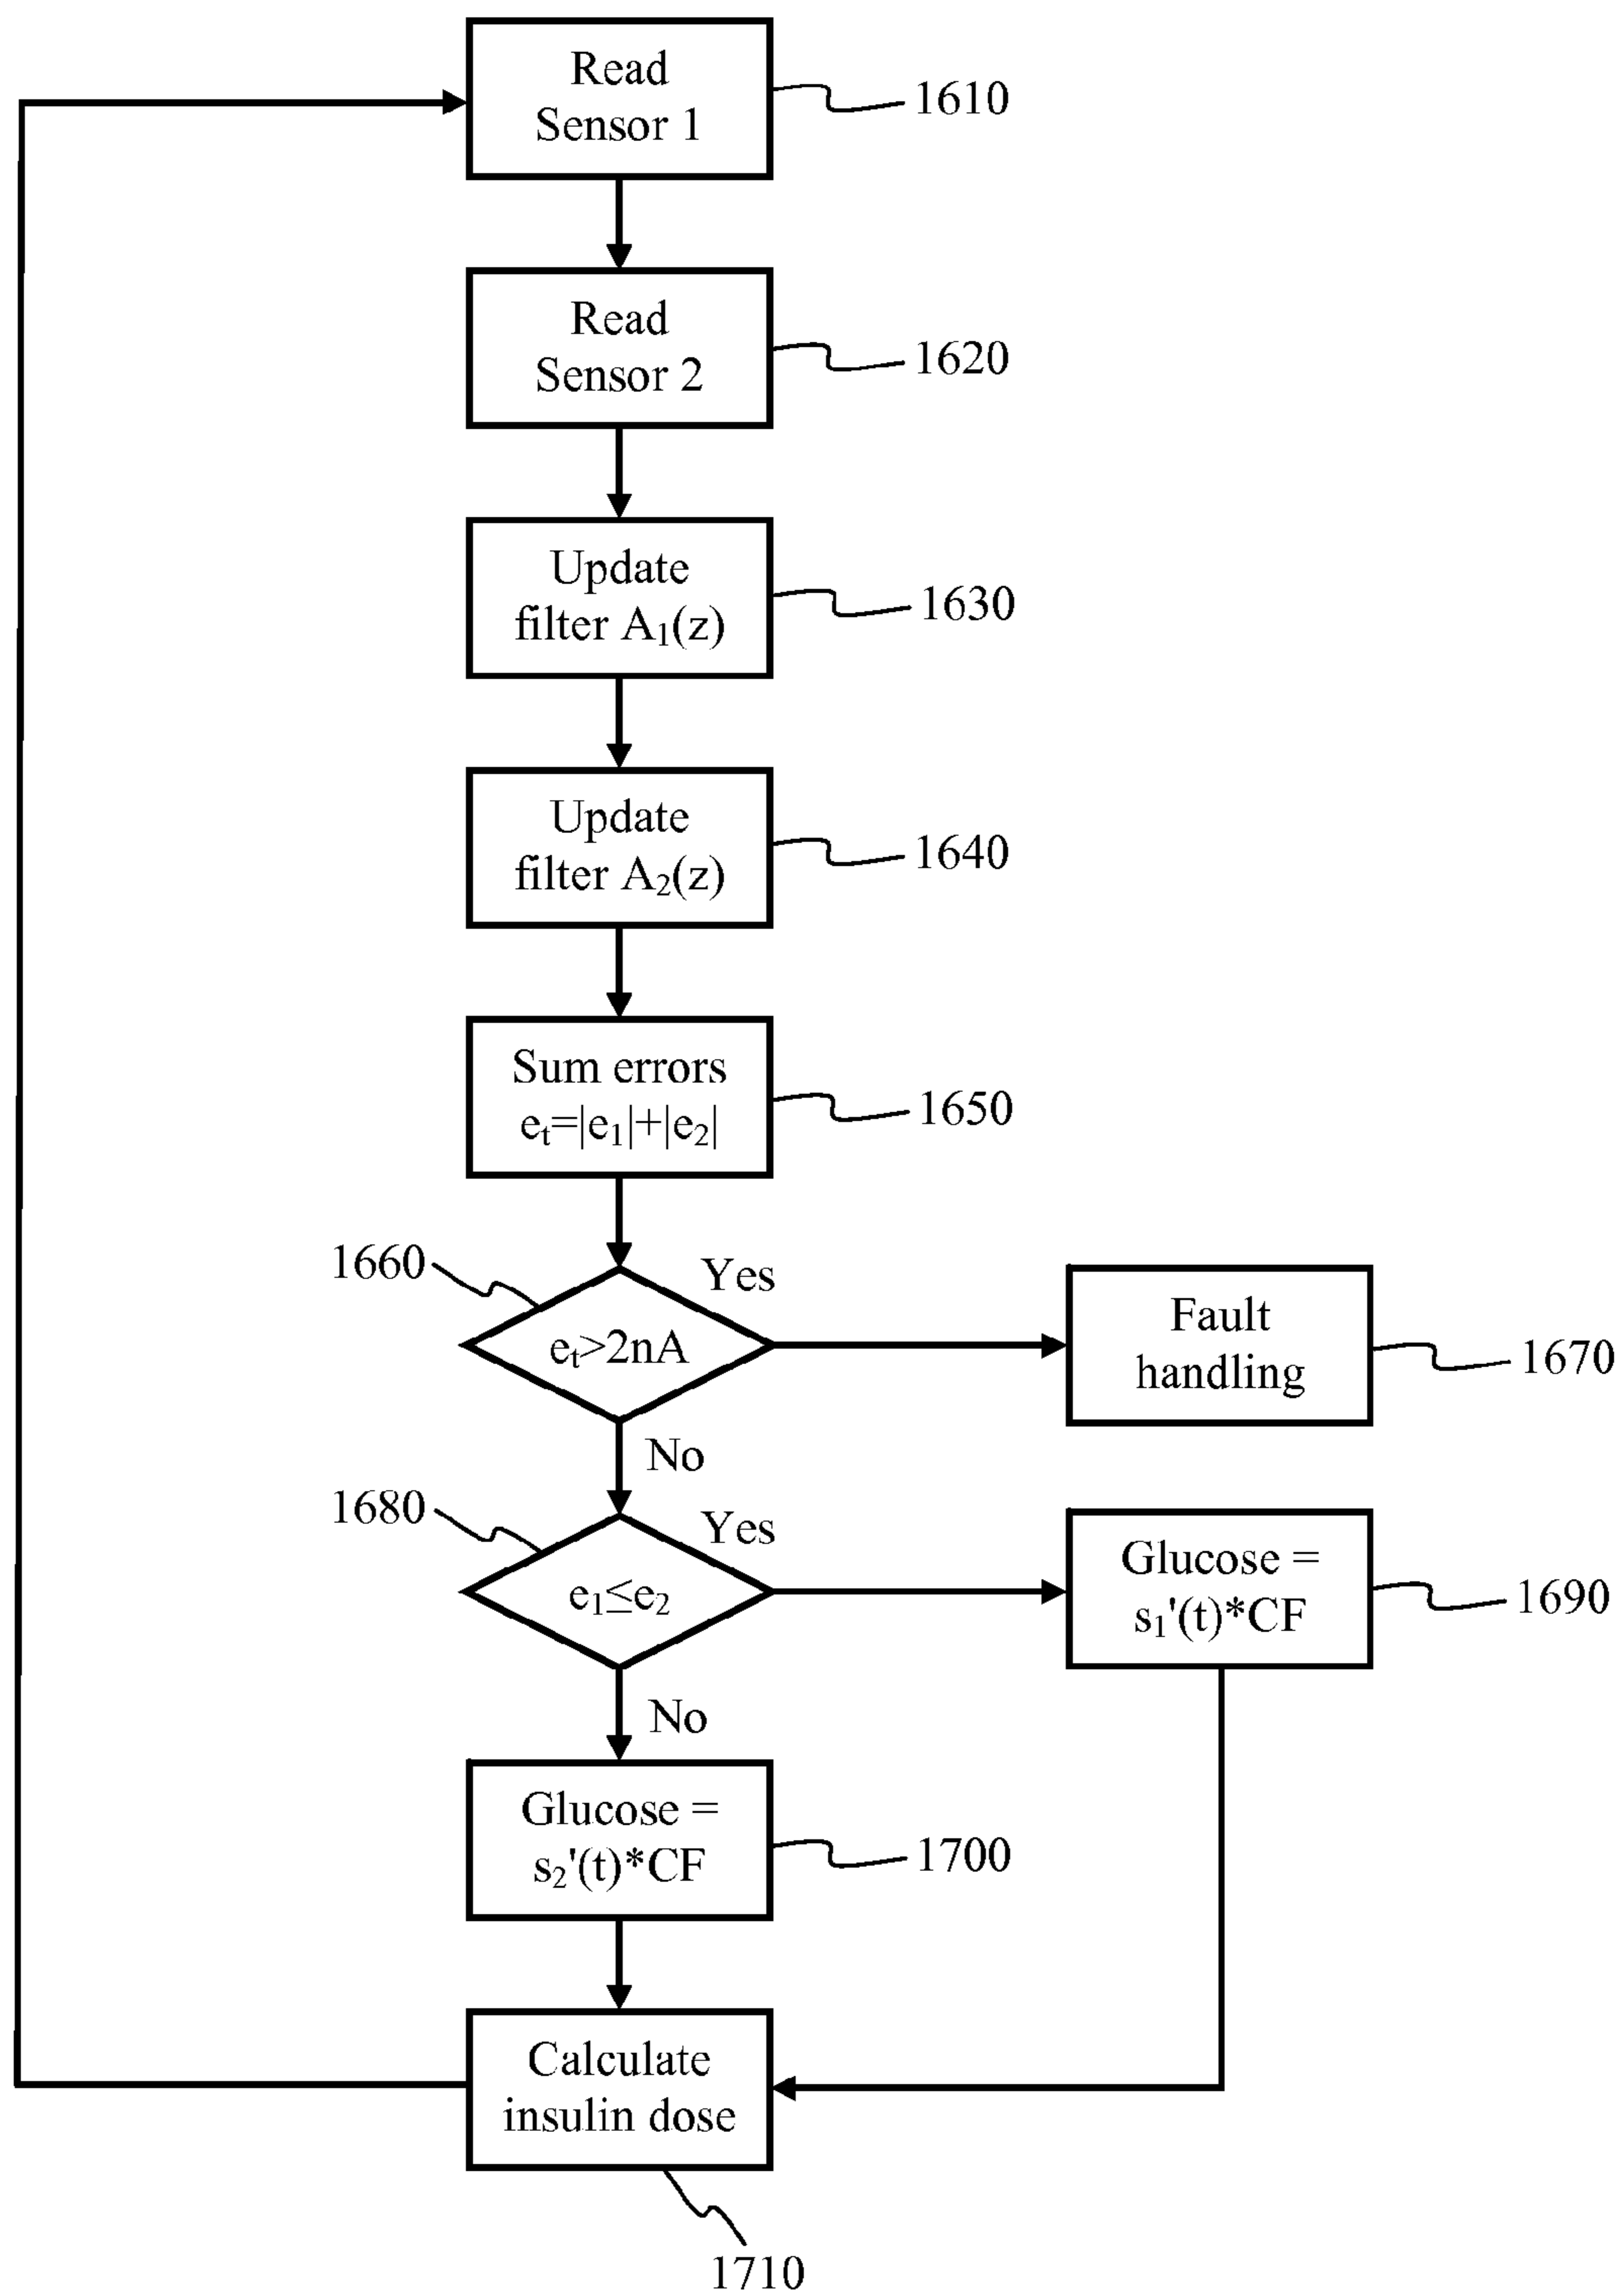 Read
Sensor 1
1610
Read
Sensor 2
1620
Update
filter A₁(z)
1630
Update
filter A₂(z)
1640
Sum errors
eₜ=|e₁|+|e₂|
1650
1660
Yes
eₜ>2nA
Fault
handling
1670
No
1680
Yes
e₁≤e₂
Glucose =
s₁'(t)*CF
1690
No
Glucose =
s₂'(t)*CF
1700
Calculate
insulin dose
1710